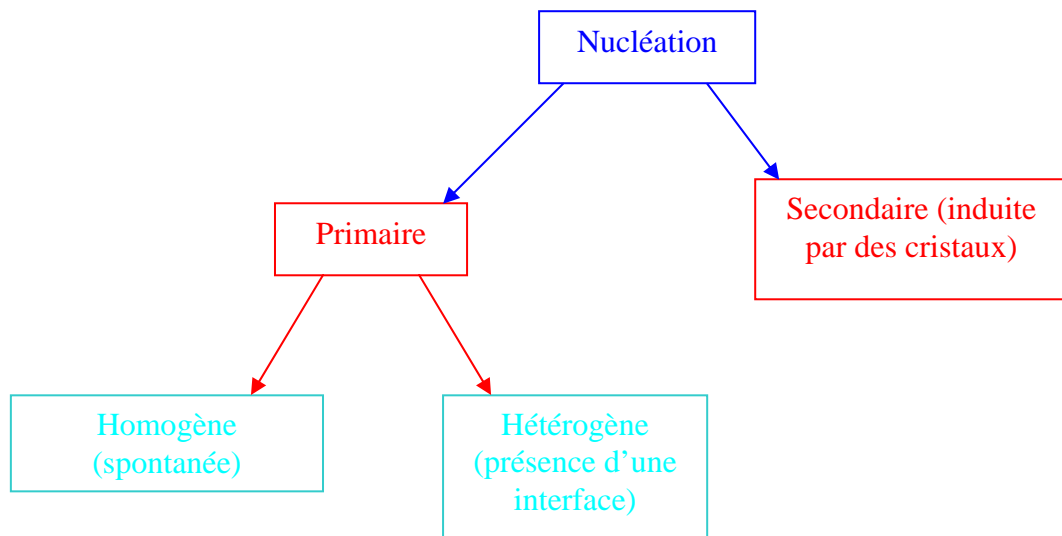 Nucléation
Primaire
Secondaire (induite
par des cristaux)
Homogène
(spontanée)
Hétérogène
(présence d’une
interface)